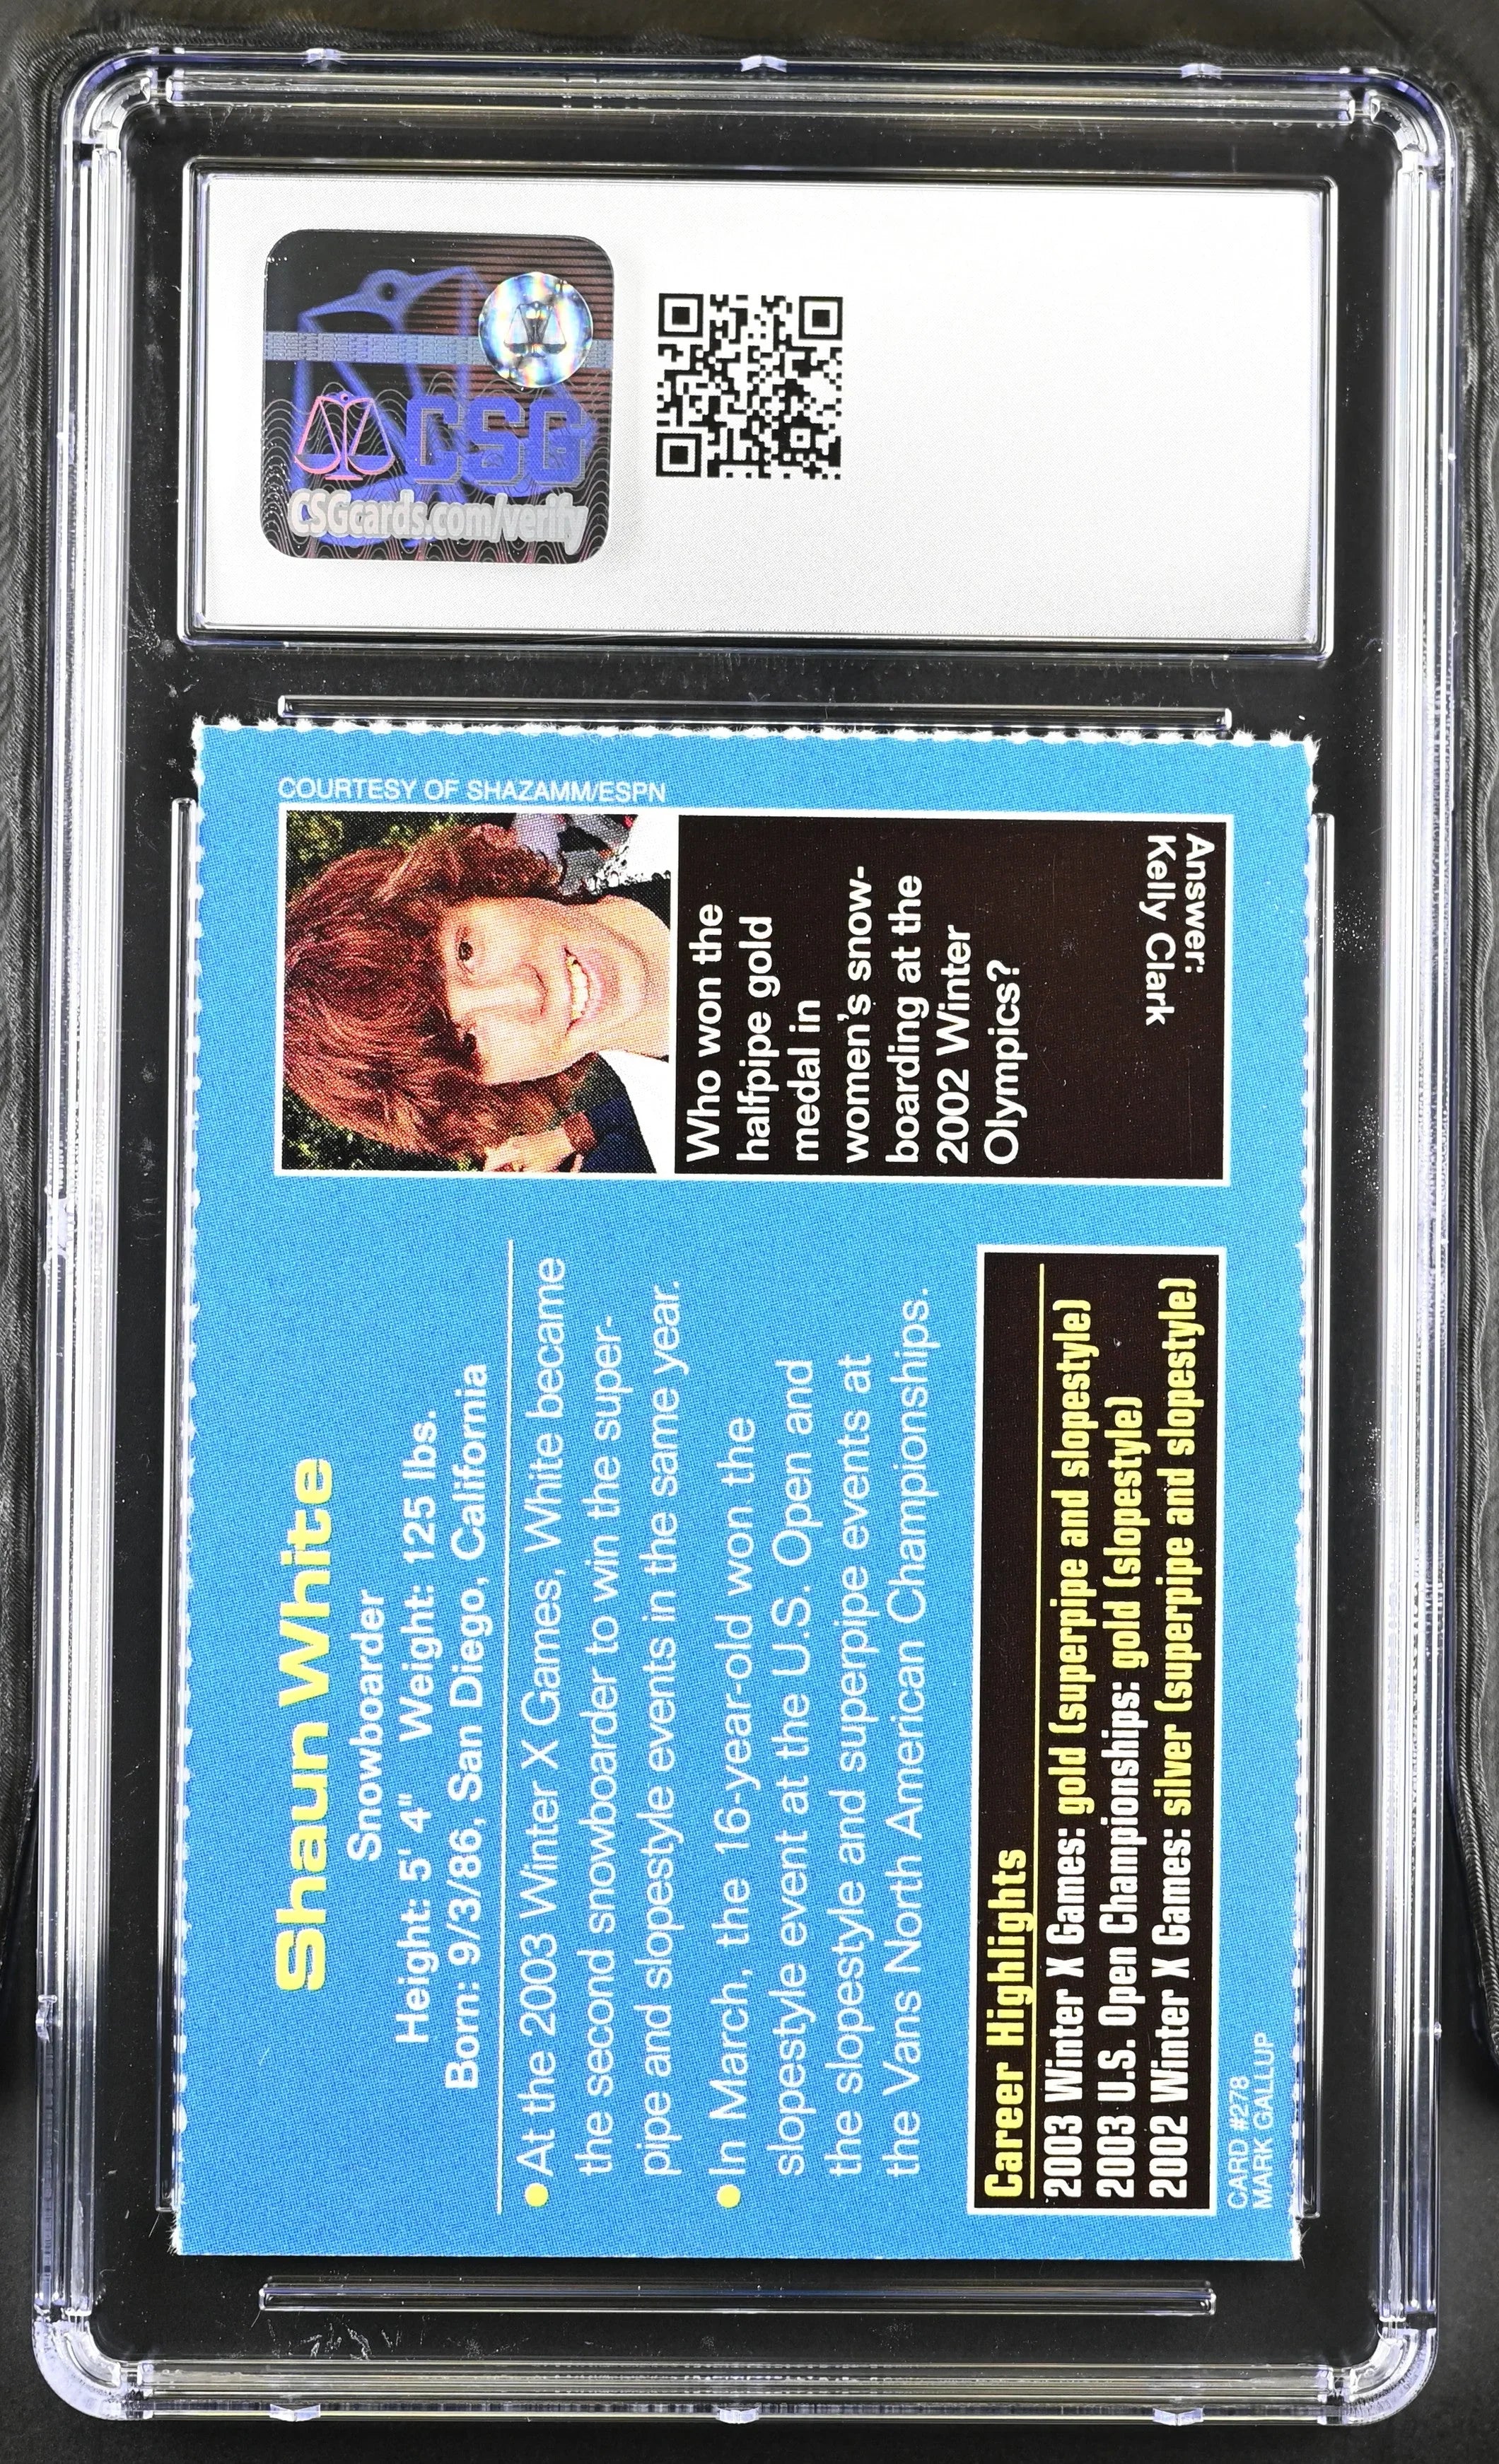 CSG
CSGcards.com/verify
COURTESY OF SHAZAMM/ESPN
Shaun White
Snowboarder
Height: 5' 4" Weight: 125 lbs.
Born: 9/3/86, San Diego, California
● At the 2003 Winter X Games, White became
the second snowboarder to win the super-
pipe and slopestyle events in the same year.
● In March, the 16-year-old won the
slopestyle event at the U.S. Open and
the slopestyle and superpipe events at
the Vans North American Championships.
Career Highlights
2003 Winter X Games: gold (superpipe and slopestyle)
2003 U.S. Open Championships: gold (slopestyle)
2002 Winter X Games: silver (superpipe and slopestyle)
CARD #278
MARK GALLUP
Who won the
halfpipe gold
medal in
women's snow-
boarding at the
2002 Winter
Olympics?
Answer:
Kelly Clark